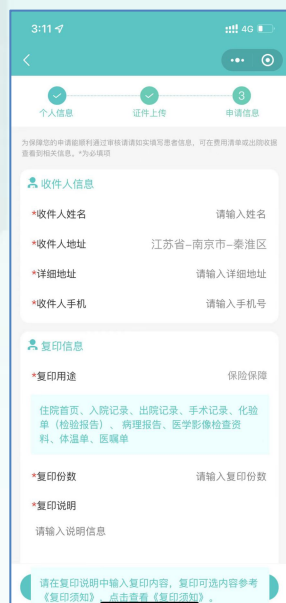 3:11
4G
3
个人信息
证件上传
申请信息
为保障您的申请能顺利通过审核请请如实填写患者信息，可在费用清单或出院收据
查看到相关信息。*为必填项
收件人信息
*收件人姓名 请输入姓名
*收件人地址 江苏省-南京市-秦淮区
*详细地址 请输入详细地址
*收件人手机 请输入手机号
复印信息
*复印用途 保险保障
住院首页、入院记录、出院记录、手术记录、化验
单（检验报告）、病理报告、医学影像检查资
料、体温单、医嘱单
*复印份数 请输入复印份数
*复印说明
请输入说明信息
请在复印说明中输入复印内容，复印可选内容参考
《复印须知》，点击查看《复印须知》。